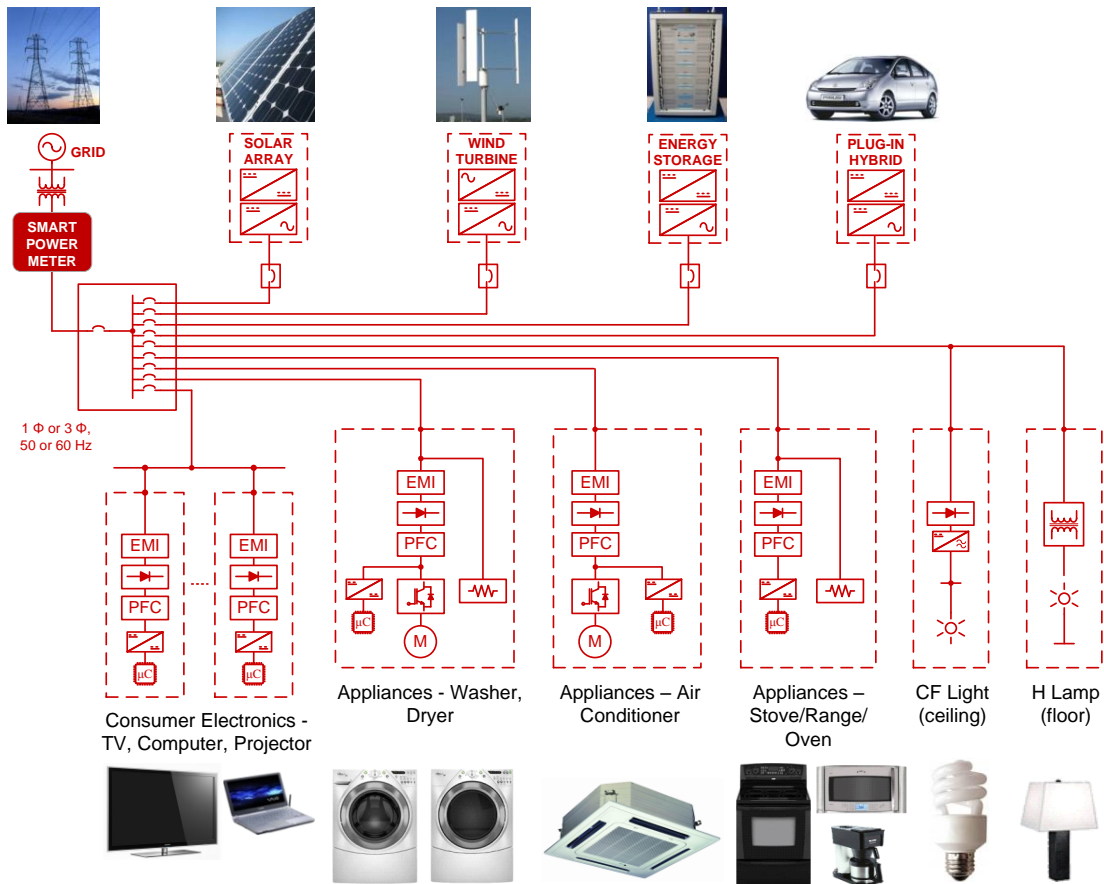 GRID
SOLAR
ARRAY
WIND
TURBINE
ENERGY
STORAGE
PLUG-IN
HYBRID
SMART
POWER
METER
1 Φ or 3 Φ,
50 or 60 Hz
EMI
PFC
µC
EMI
PFC
µC
EMI
PFC
µC
M
EMI
PFC
M
µC
EMI
PFC
µC
Consumer Electronics -
TV, Computer, Projector
Appliances - Washer,
Dryer
Appliances – Air
Conditioner
Appliances –
Stove/Range/
Oven
CF Light
(ceiling)
H Lamp
(floor)